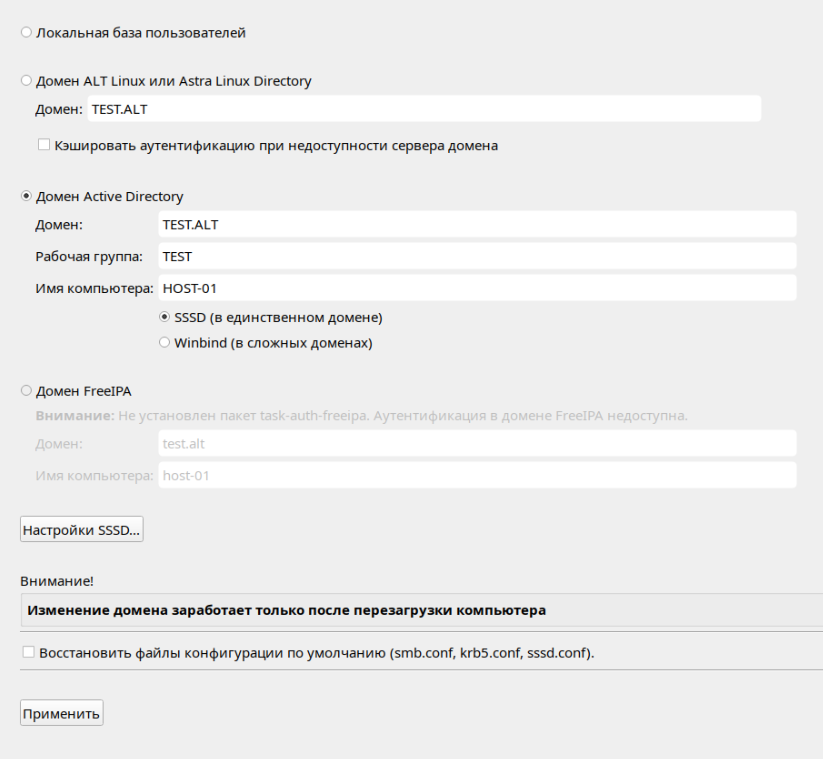 Локальная база пользователей
Домен ALT Linux или Astra Linux Directory
Домен: TEST.ALT
Кэшировать аутентификацию при недоступности сервера домена
Домен Active Directory
Домен: TEST.ALT
Рабочая группа: TEST
Имя компьютера: HOST-01
SSSD (в единственном домене)
Winbind (в сложных доменах)
Домен FreeIPA
Внимание: Не установлен пакет task-auth-freeipa. Аутентификация в домене FreeIPA недоступна.
Домен: test.alt
Имя компьютера: host-01
Настройки SSSD...
Внимание!
Изменение домена заработает только после перезагрузки компьютера
Восстановить файлы конфигурации по умолчанию (smb.conf, krb5.conf, sssd.conf).
Применить